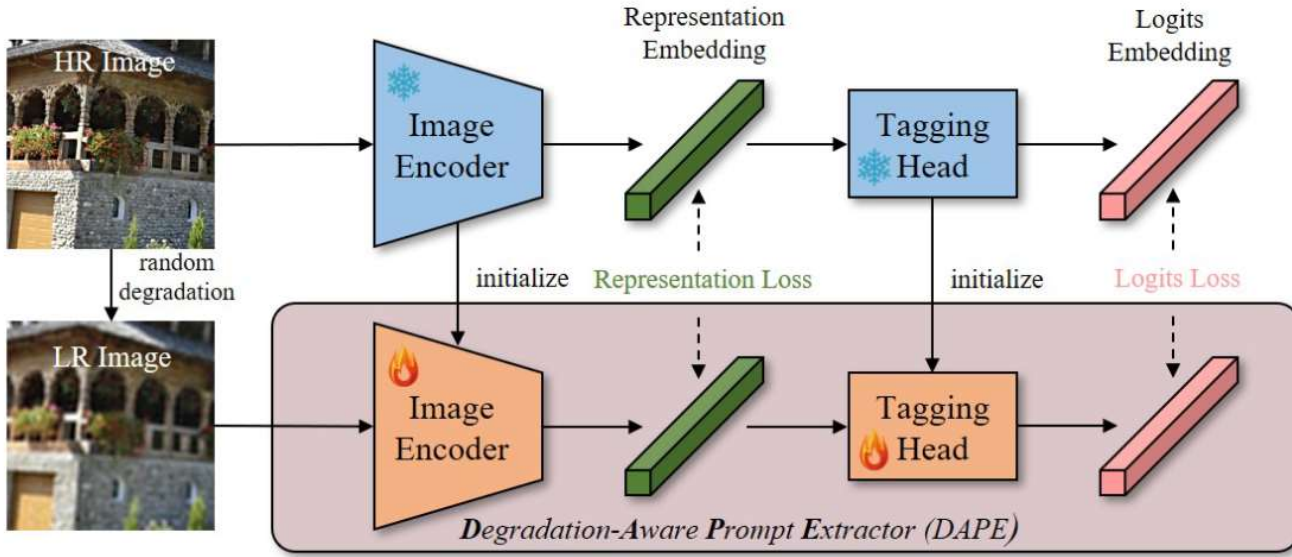 Representation
Embedding
Logits
Embedding
HR Image
Image
Encoder
Tagging
Head
random
degradation
initialize
Representation Loss
initialize
Logits Loss
LR Image
Image
Encoder
Tagging
Head
Degradation-Aware Prompt Extractor (DAPE)